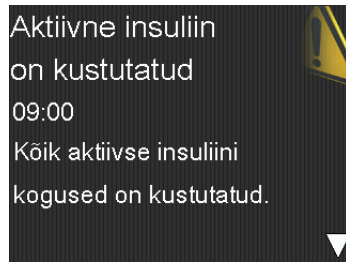 Aktiivne insuliin
on kustutatud
09:00
Kõik aktiivse insuliini
kogused on kustutatud.